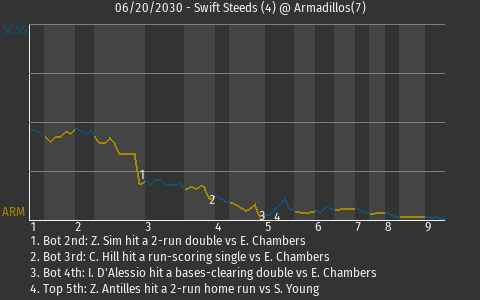 06/20/2030 - Swift Steeds (4) @ Armadillos(7)
SCSS
ARM
1
2
3
4
1 2 3 4 5 6 7 8 9
1. Bot 2nd: Z. Sim hit a 2-run double vs E. Chambers
2. Bot 3rd: C. Hill hit a run-scoring single vs E. Chambers
3. Bot 4th: I. D'Alessio hit a bases-clearing double vs E. Chambers
4. Top 5th: Z. Antilles hit a 2-run home run vs S. Young